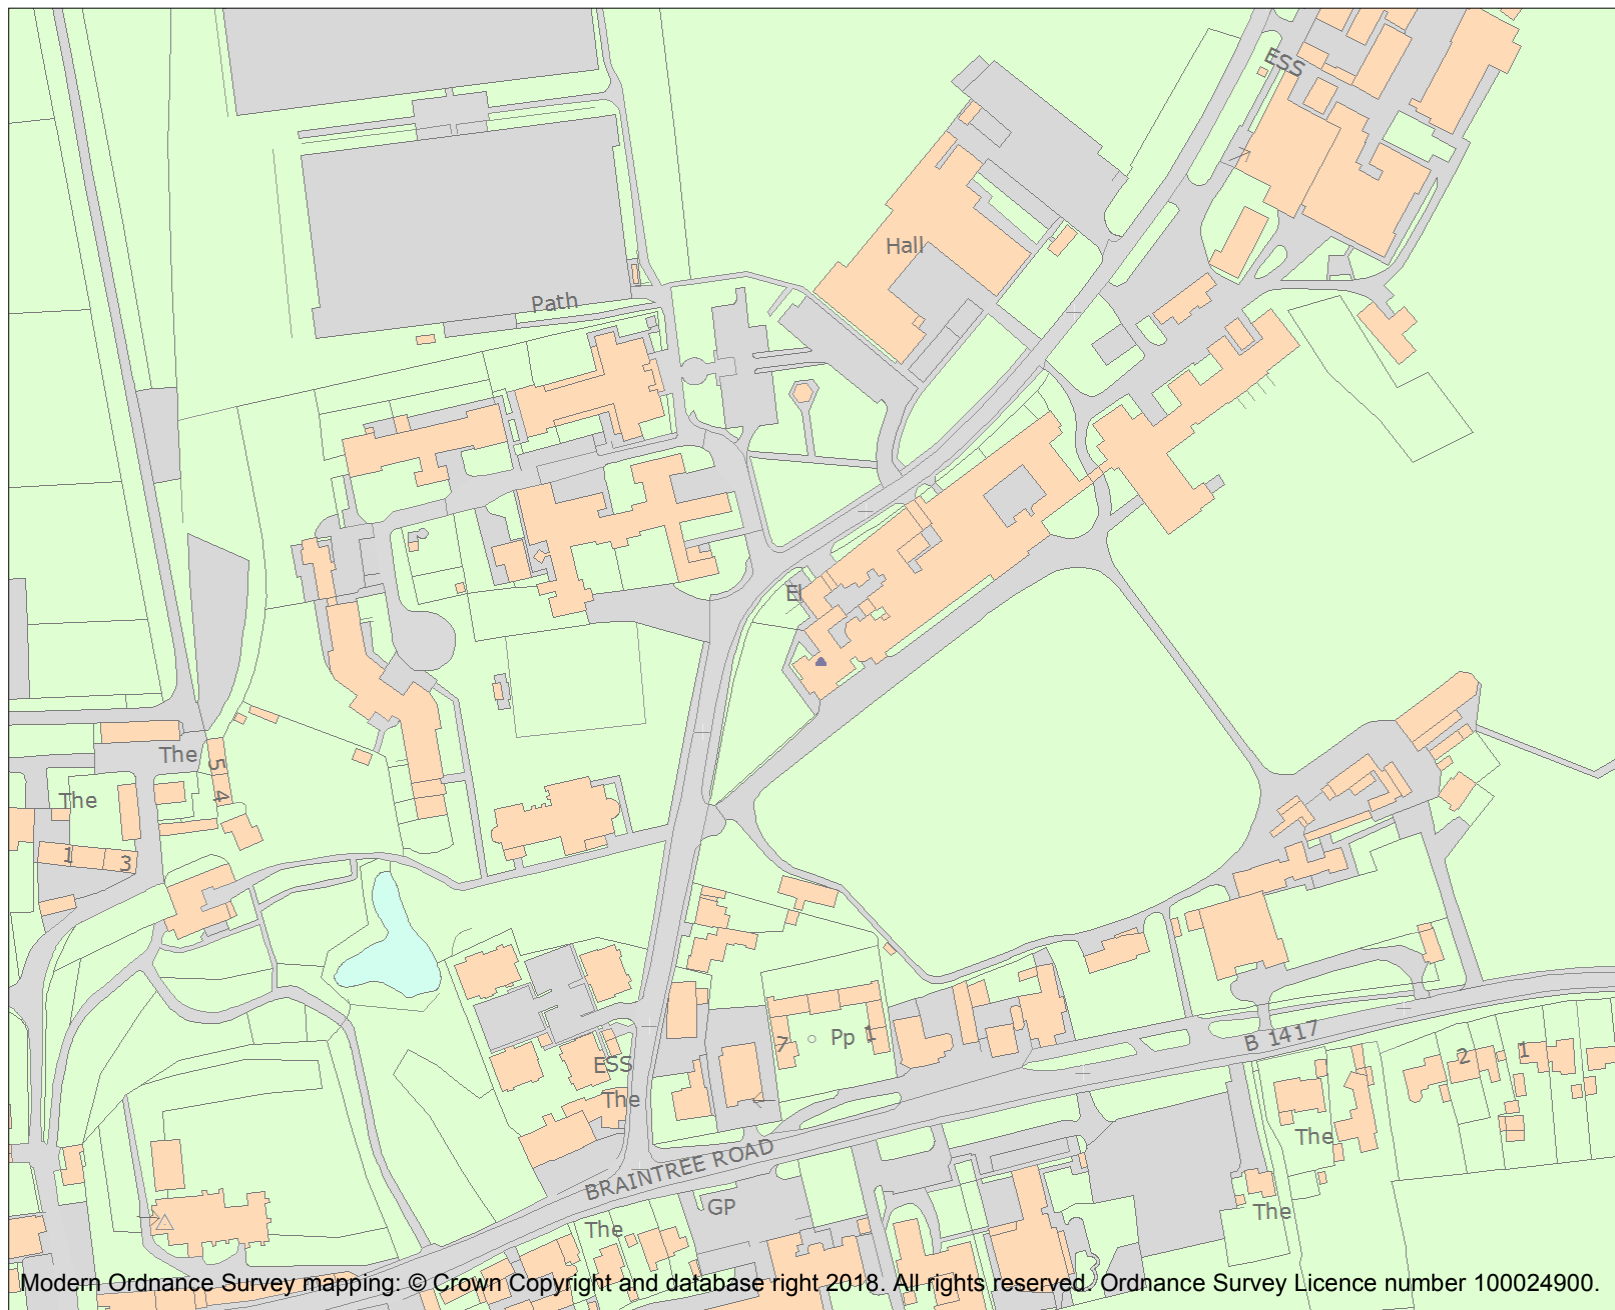 ESS
Hall
Path
El
The
5
4
The
1
3
7
Pp
1
B 1417
2
1
ESS
The
The
BRAINTREE ROAD
GP
The
The
Modern Ordnance Survey mapping: © Crown Copyright and database right 2018. All rights reserved. Ordnance Survey Licence number 100024900.